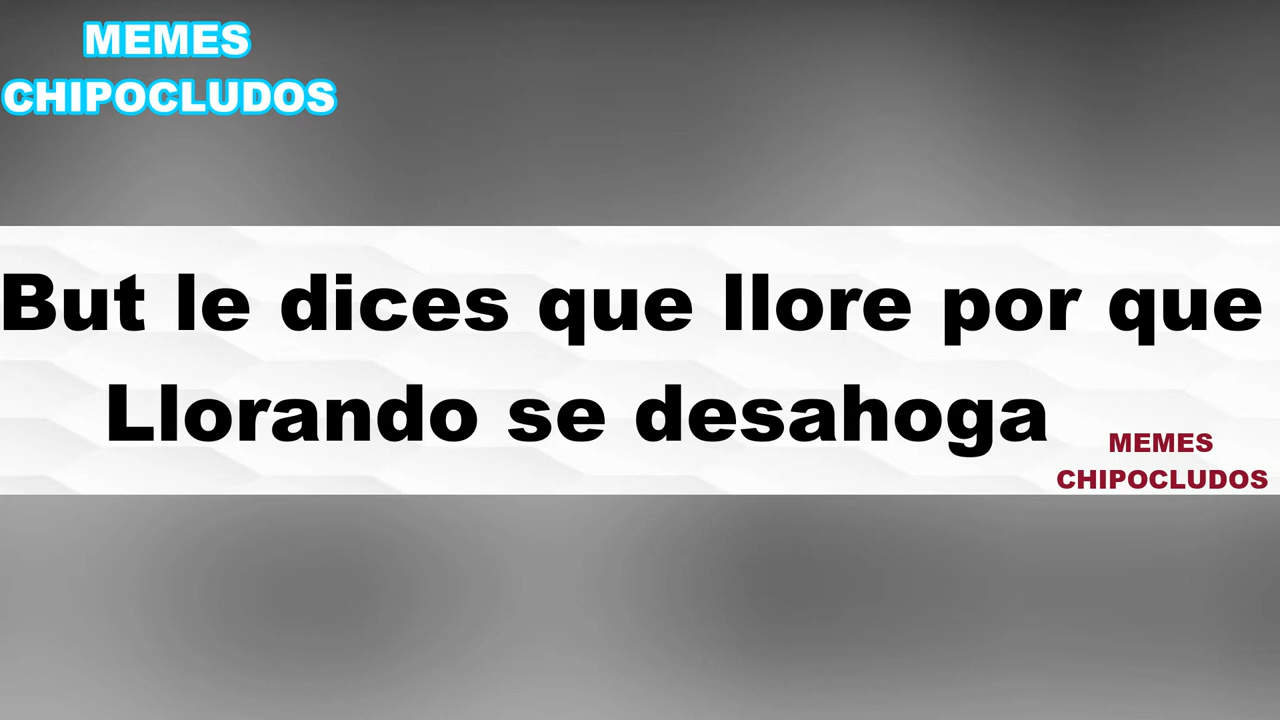 MEMES
CHIPOCLUDOS
But le dices que llore por que
Llorando se desahoga
MEMES
CHIPOCLUDOS